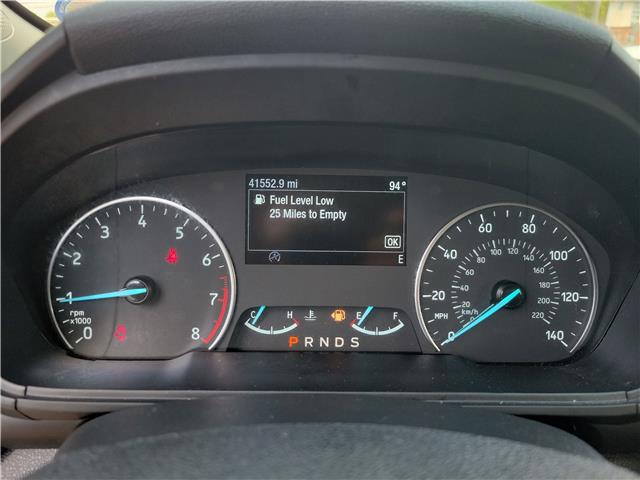 41552.9 mi 94°
Fuel Level Low
25 Miles to Empty
OK
E
0 1 2 3 4 5 6 7 8
rpm
x1000
C H E F
P R N D S
0 20 40 60 80 100 120 140
MPH
0 20 40 60 80 100 120 140 160 180 200 220
km/h